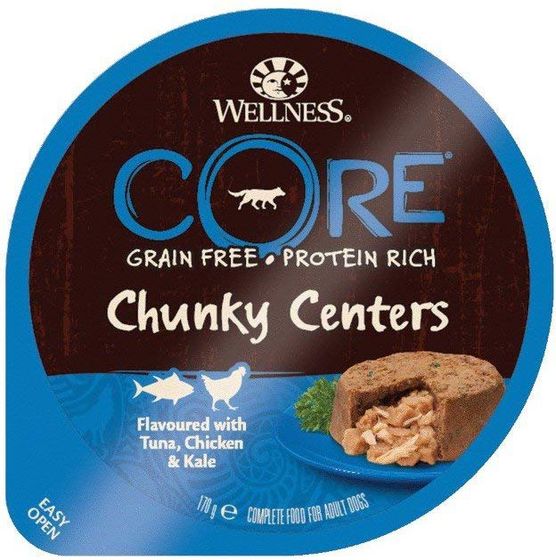 WELLNESS®
CORE®
GRAIN FREE • PROTEIN RICH
Chunky Centers
Flavoured with
Tuna, Chicken
& Kale
170 g ℮ COMPLETE FOOD FOR ADULT DOGS
EASY
OPEN